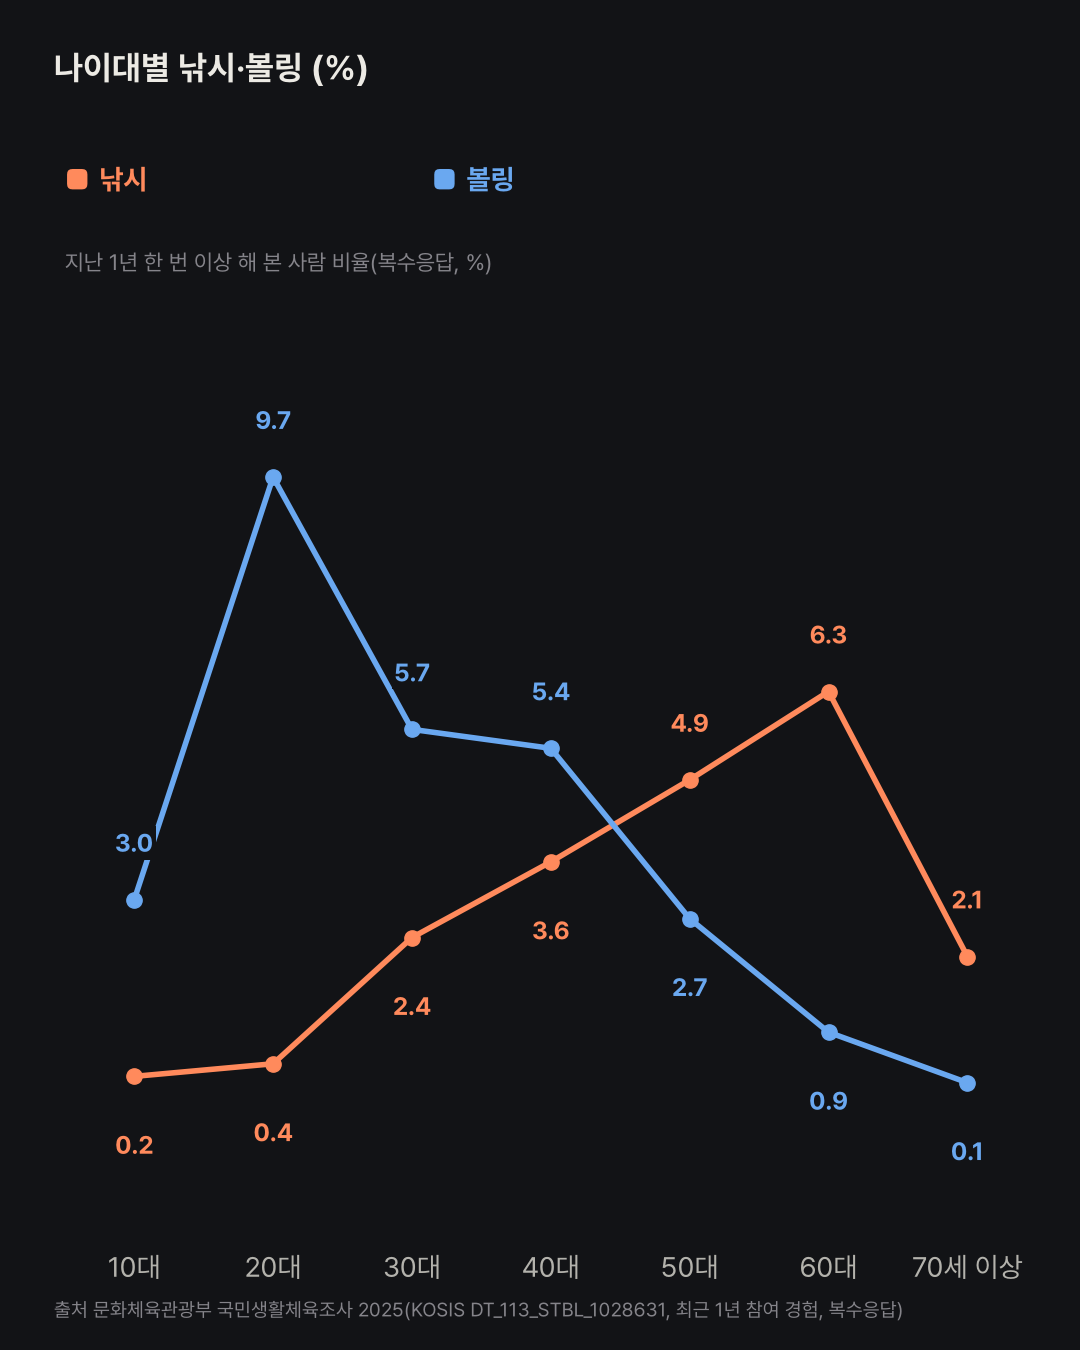 나이대별 낚시·볼링 (%)
낚시
볼링
지난 1년 한 번 이상 해 본 사람 비율(복수응답, %)
9.7
6.3
5.7
5.4
4.9
3.0
2.1
3.6
2.7
2.4
0.9
0.4
0.2
0.1
10대 20대 30대 40대 50대 60대 70세 이상
출처 문화체육관광부 국민생활체육조사 2025(KOSIS DT_113_STBL_1028631, 최근 1년 참여 경험, 복수응답)